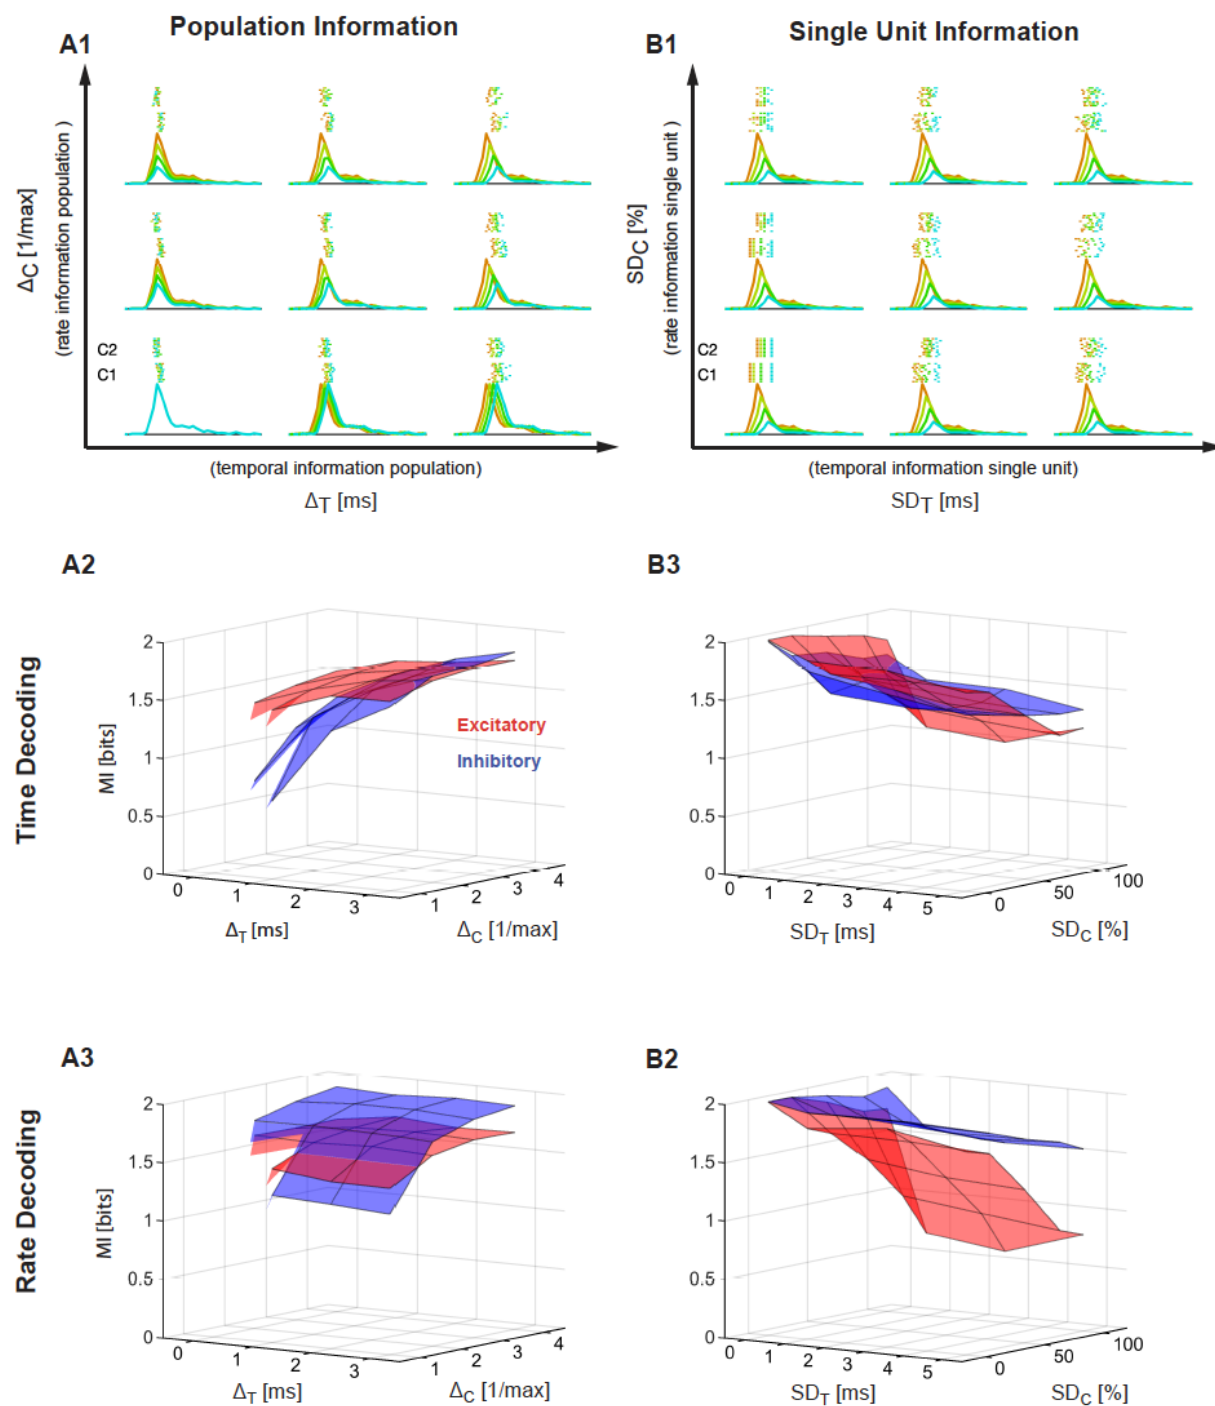 Population Information
Single Unit Information
A1
B1
ΔC [1/max]
(rate information population)
C2
C1
(temporal information population)
ΔT [ms]
SDC [%]
(rate information single unit)
C2
C1
(temporal information single unit)
SDT [ms]
A2
B3
Time Decoding
MI [bits]
2
1.5
1
0.5
0
0
1
2
3
ΔT [ms]
1
2
3
4
ΔC [1/max]
Excitatory
Inhibitory
2
1.5
1
0.5
0
0
1
2
3
4
5
SDT [ms]
0
50
100
SDC [%]
A3
B2
Rate Decoding
MI [bits]
2
1.5
1
0.5
0
0
1
2
3
ΔT [ms]
1
2
3
4
ΔC [1/max]
2
1.5
1
0.5
0
0
1
2
3
4
5
SDT [ms]
0
50
100
SDC [%]